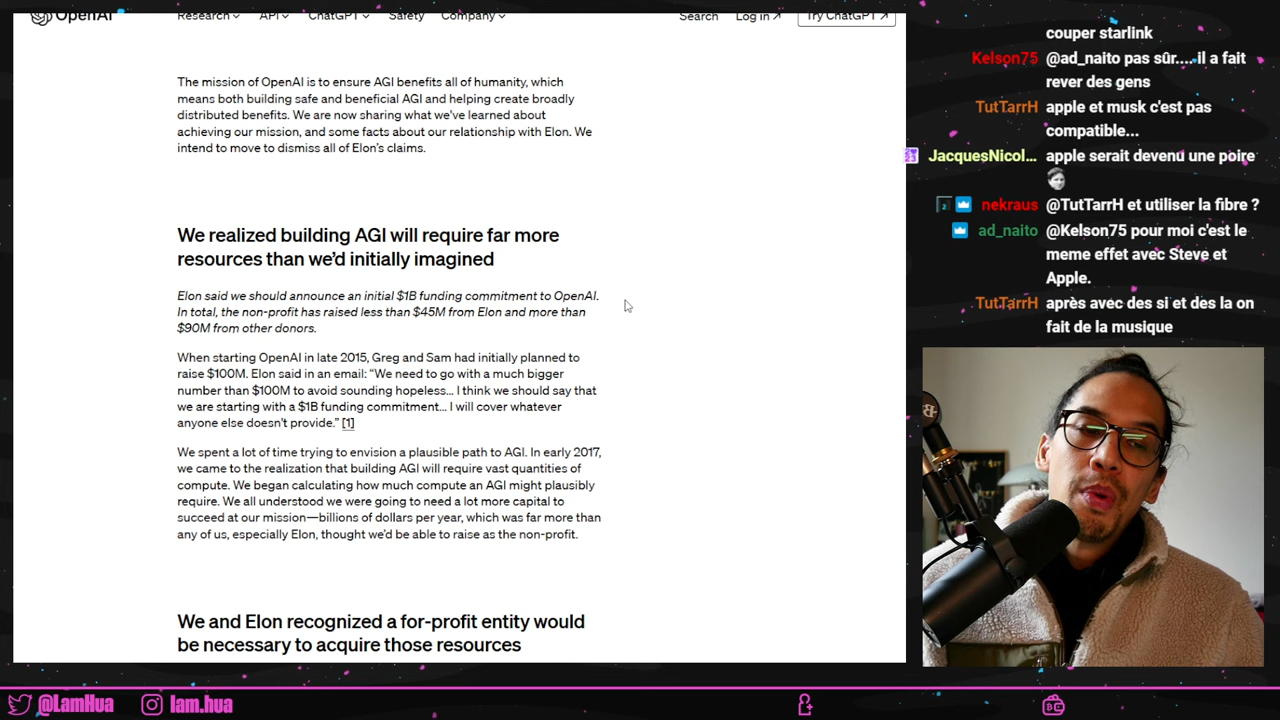 OpenAI
Research
API
ChatGPT
Safety
Company
Search
Log in ↗
Try ChatGPT ↗
The mission of OpenAI is to ensure AGI benefits all of humanity, which
means both building safe and beneficial AGI and helping create broadly
distributed benefits. We are now sharing what we've learned about
achieving our mission, and some facts about our relationship with Elon. We
intend to move to dismiss all of Elon's claims.
We realized building AGI will require far more
resources than we'd initially imagined
Elon said we should announce an initial $1B funding commitment to OpenAI.
In total, the non-profit has raised less than $45M from Elon and more than
$90M from other donors.
When starting OpenAI in late 2015, Greg and Sam had initially planned to
raise $100M. Elon said in an email: “We need to go with a much bigger
number than $100M to avoid sounding hopeless… I think we should say that
we are starting with a $1B funding commitment… I will cover whatever
anyone else doesn't provide.” [1]
We spent a lot of time trying to envision a plausible path to AGI. In early 2017,
we came to the realization that building AGI will require vast quantities of
compute. We began calculating how much compute an AGI might plausibly
require. We all understood we were going to need a lot more capital to
succeed at our mission—billions of dollars per year, which was far more than
any of us, especially Elon, thought we'd be able to raise as the non-profit.
We and Elon recognized a for-profit entity would
be necessary to acquire those resources
couper starlink
Kelson75 @ad_naito pas sûr.... il a fait
rever des gens
TutTarrH apple et musk c'est pas
compatible...
JacquesNicol... apple serait devenu une poire
2 nekraus @TutTarrH et utiliser la fibre ?
ad_naito @Kelson75 pour moi c'est le
meme effet avec Steve et
Apple.
TutTarrH après avec des si et des la on
fait de la musique
@LamHua
lam.hua